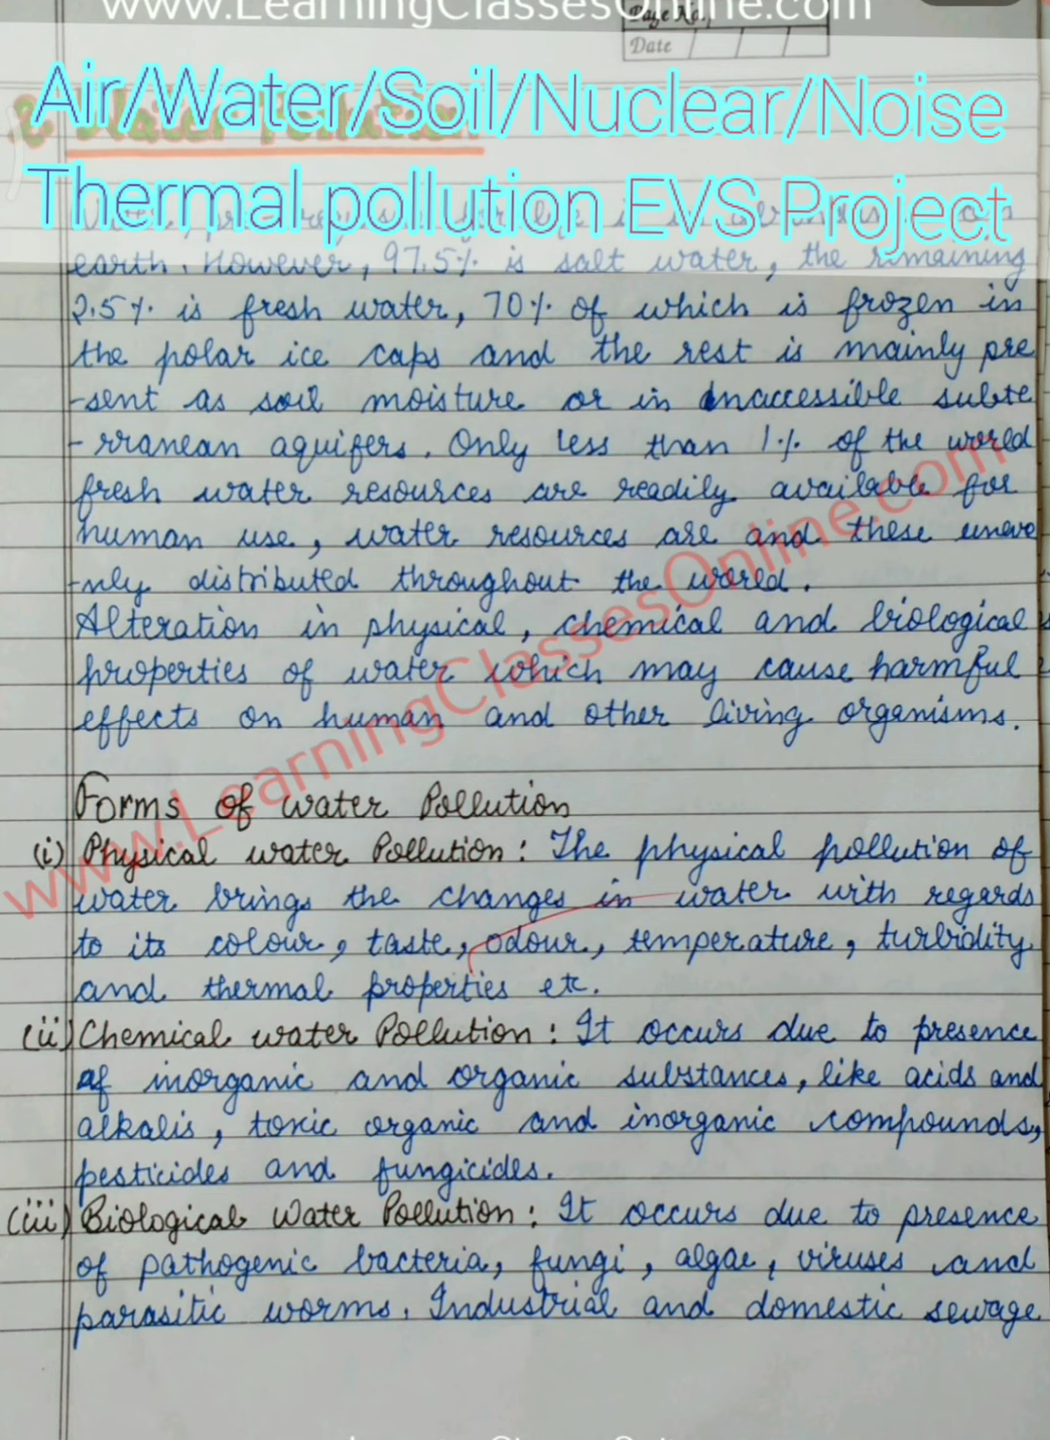 www.LearningClassesOnline.com
Page No.
Date
Air/Water/Soil/Nuclear/Noise
Thermal pollution EVS Project
2. Water Pollution
earth. However, 97.5% is salt water, the remaining
2.5% is fresh water, 70% of which is frozen in
the polar ice caps and the rest is mainly pre
-sent as soil moisture or in inaccessible subte
-rranean aquifers. Only less than 1% of the world
fresh water resources are readily available for
human use, water resources are and these uneve
-nly distributed throughout the world.
Alteration in physical, chemical and biological
properties of water which may cause harmful
effects on human and other living organisms.
www.LearningClassesOnline.com
Forms of water Pollution
(i) Physical water Pollution: The physical pollution of
water brings the changes in water with regards
to its colour, taste, odour, temperature, turbidity
and thermal properties etc.
(ii) Chemical water Pollution: It occurs due to presence
of inorganic and organic substances, like acids and
alkalis, toxic organic and inorganic compounds,
pesticides and fungicides.
(iii) Biological Water Pollution: It occurs due to presence
of pathogenic bacteria, fungi, algae, viruses and
parasitic worms. Industrial and domestic sewage